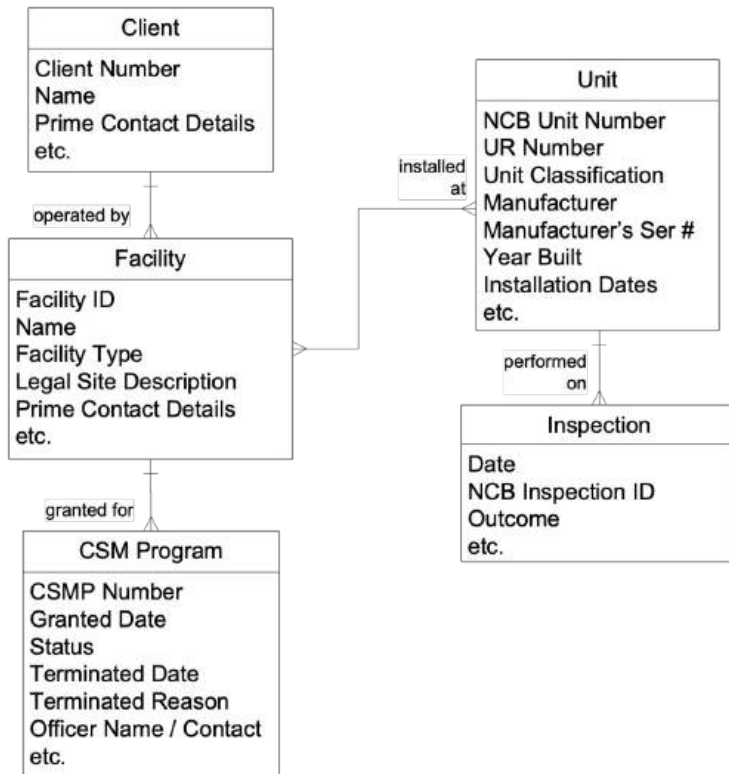 Client
Client Number
Name
Prime Contact Details
etc.
operated by
Facility
Facility ID
Name
Facility Type
Legal Site Description
Prime Contact Details
etc.
granted for
CSM Program
CSMP Number
Granted Date
Status
Terminated Date
Terminated Reason
Officer Name / Contact
etc.
installed
at
Unit
NCB Unit Number
UR Number
Unit Classification
Manufacturer
Manufacturer's Ser #
Year Built
Installation Dates
etc.
performed
on
Inspection
Date
NCB Inspection ID
Outcome
etc.